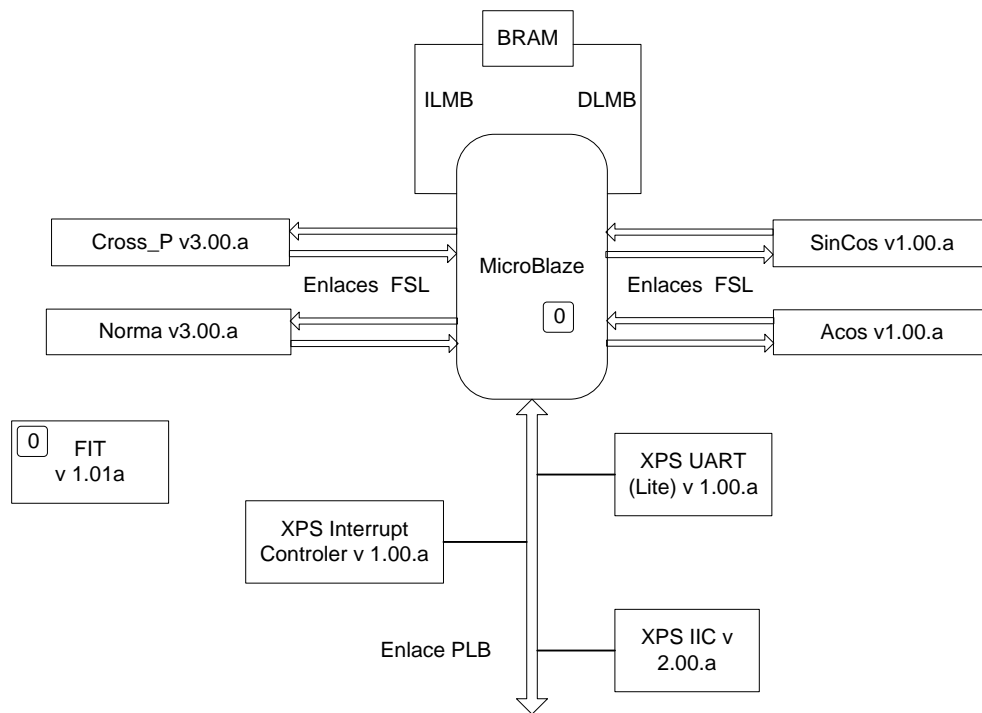 BRAM
ILMB
DLMB
Cross_P v3.00.a
SinCos v1.00.a
MicroBlaze
Enlaces FSL
Enlaces FSL
0
Norma v3.00.a
Acos v1.00.a
0
FIT
v 1.01a
XPS UART
(Lite) v 1.00.a
XPS Interrupt
Controler v 1.00.a
Enlace PLB
XPS IIC v
2.00.a